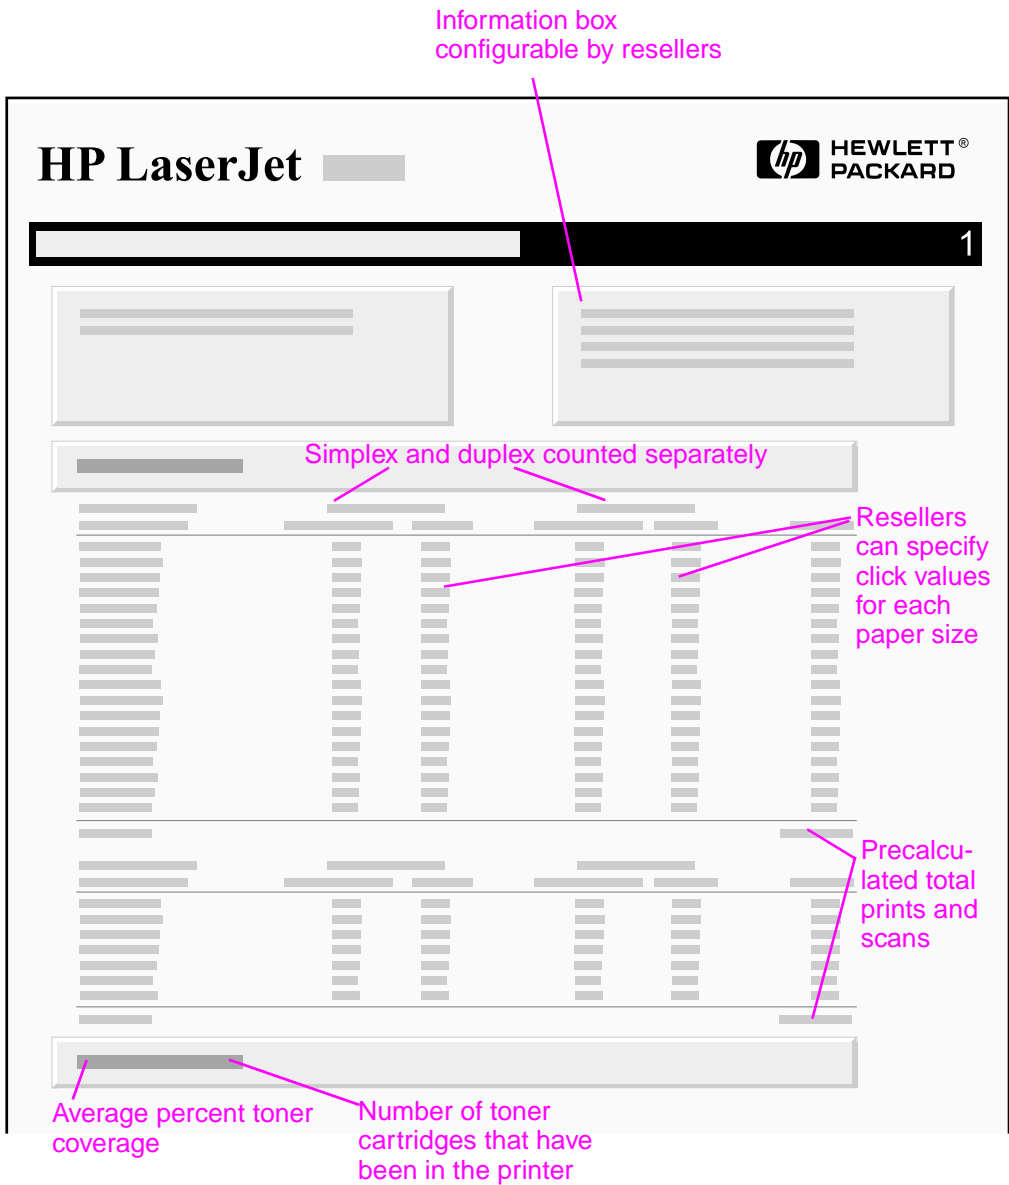 Information box
configurable by resellers
HP LaserJet
hp
HEWLETT®
PACKARD
1
Simplex and duplex counted separately
Resellers
can specify
click values
for each
paper size
Precalcu-
lated total
prints and
scans
Average percent toner
coverage
Number of toner
cartridges that have
been in the printer